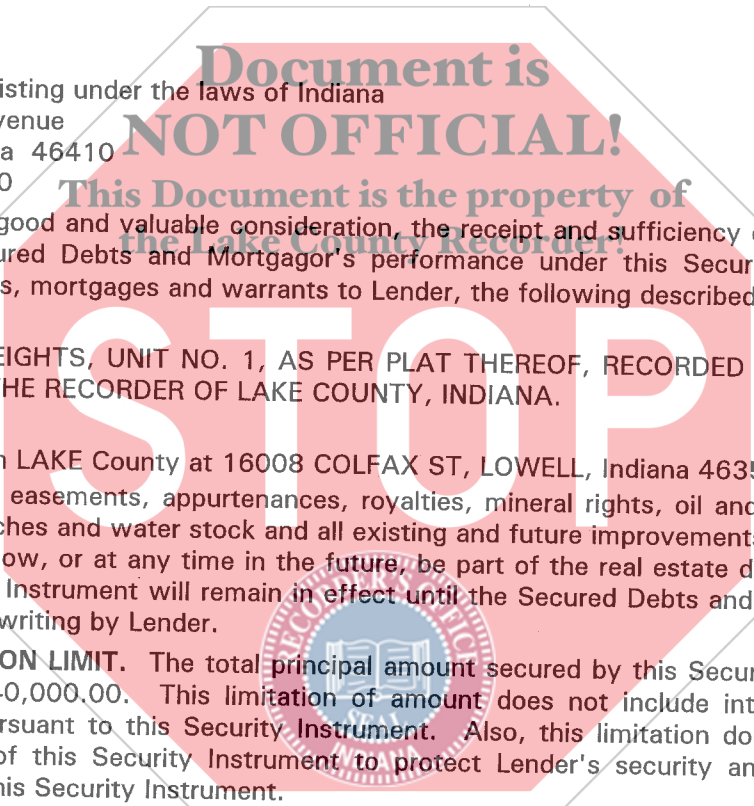 Document is
isting under the laws of Indiana
venue
NOT OFFICIAL!
a 46410
0
This Document is the property of
good and valuable consideration, the receipt and sufficiency
the Lake County Recorder!
ured Debts and Mortgagor's performance under this Secur
s, mortgages and warrants to Lender, the following described
EIGHTS, UNIT NO. 1, AS PER PLAT THEREOF, RECORDED
HE RECORDER OF LAKE COUNTY, INDIANA.
STOP
n LAKE County at 16008 COLFAX ST, LOWELL, Indiana 4635
easements, appurtenances, royalties, mineral rights, oil and
ches and water stock and all existing and future improvements
ow, or at any time in the future, be part of the real estate d
Instrument will remain in effect until the Secured Debts and
writing by Lender.
RECORDER'S OFFICE
ON LIMIT. The total principal amount secured by this Secur
0,000.00. This limitation of amount does not include int
rsuant to this Security Instrument. Also, this limitation do
SEAL
of this Security Instrument to protect Lender's security an
INDIANA
his Security Instrument.